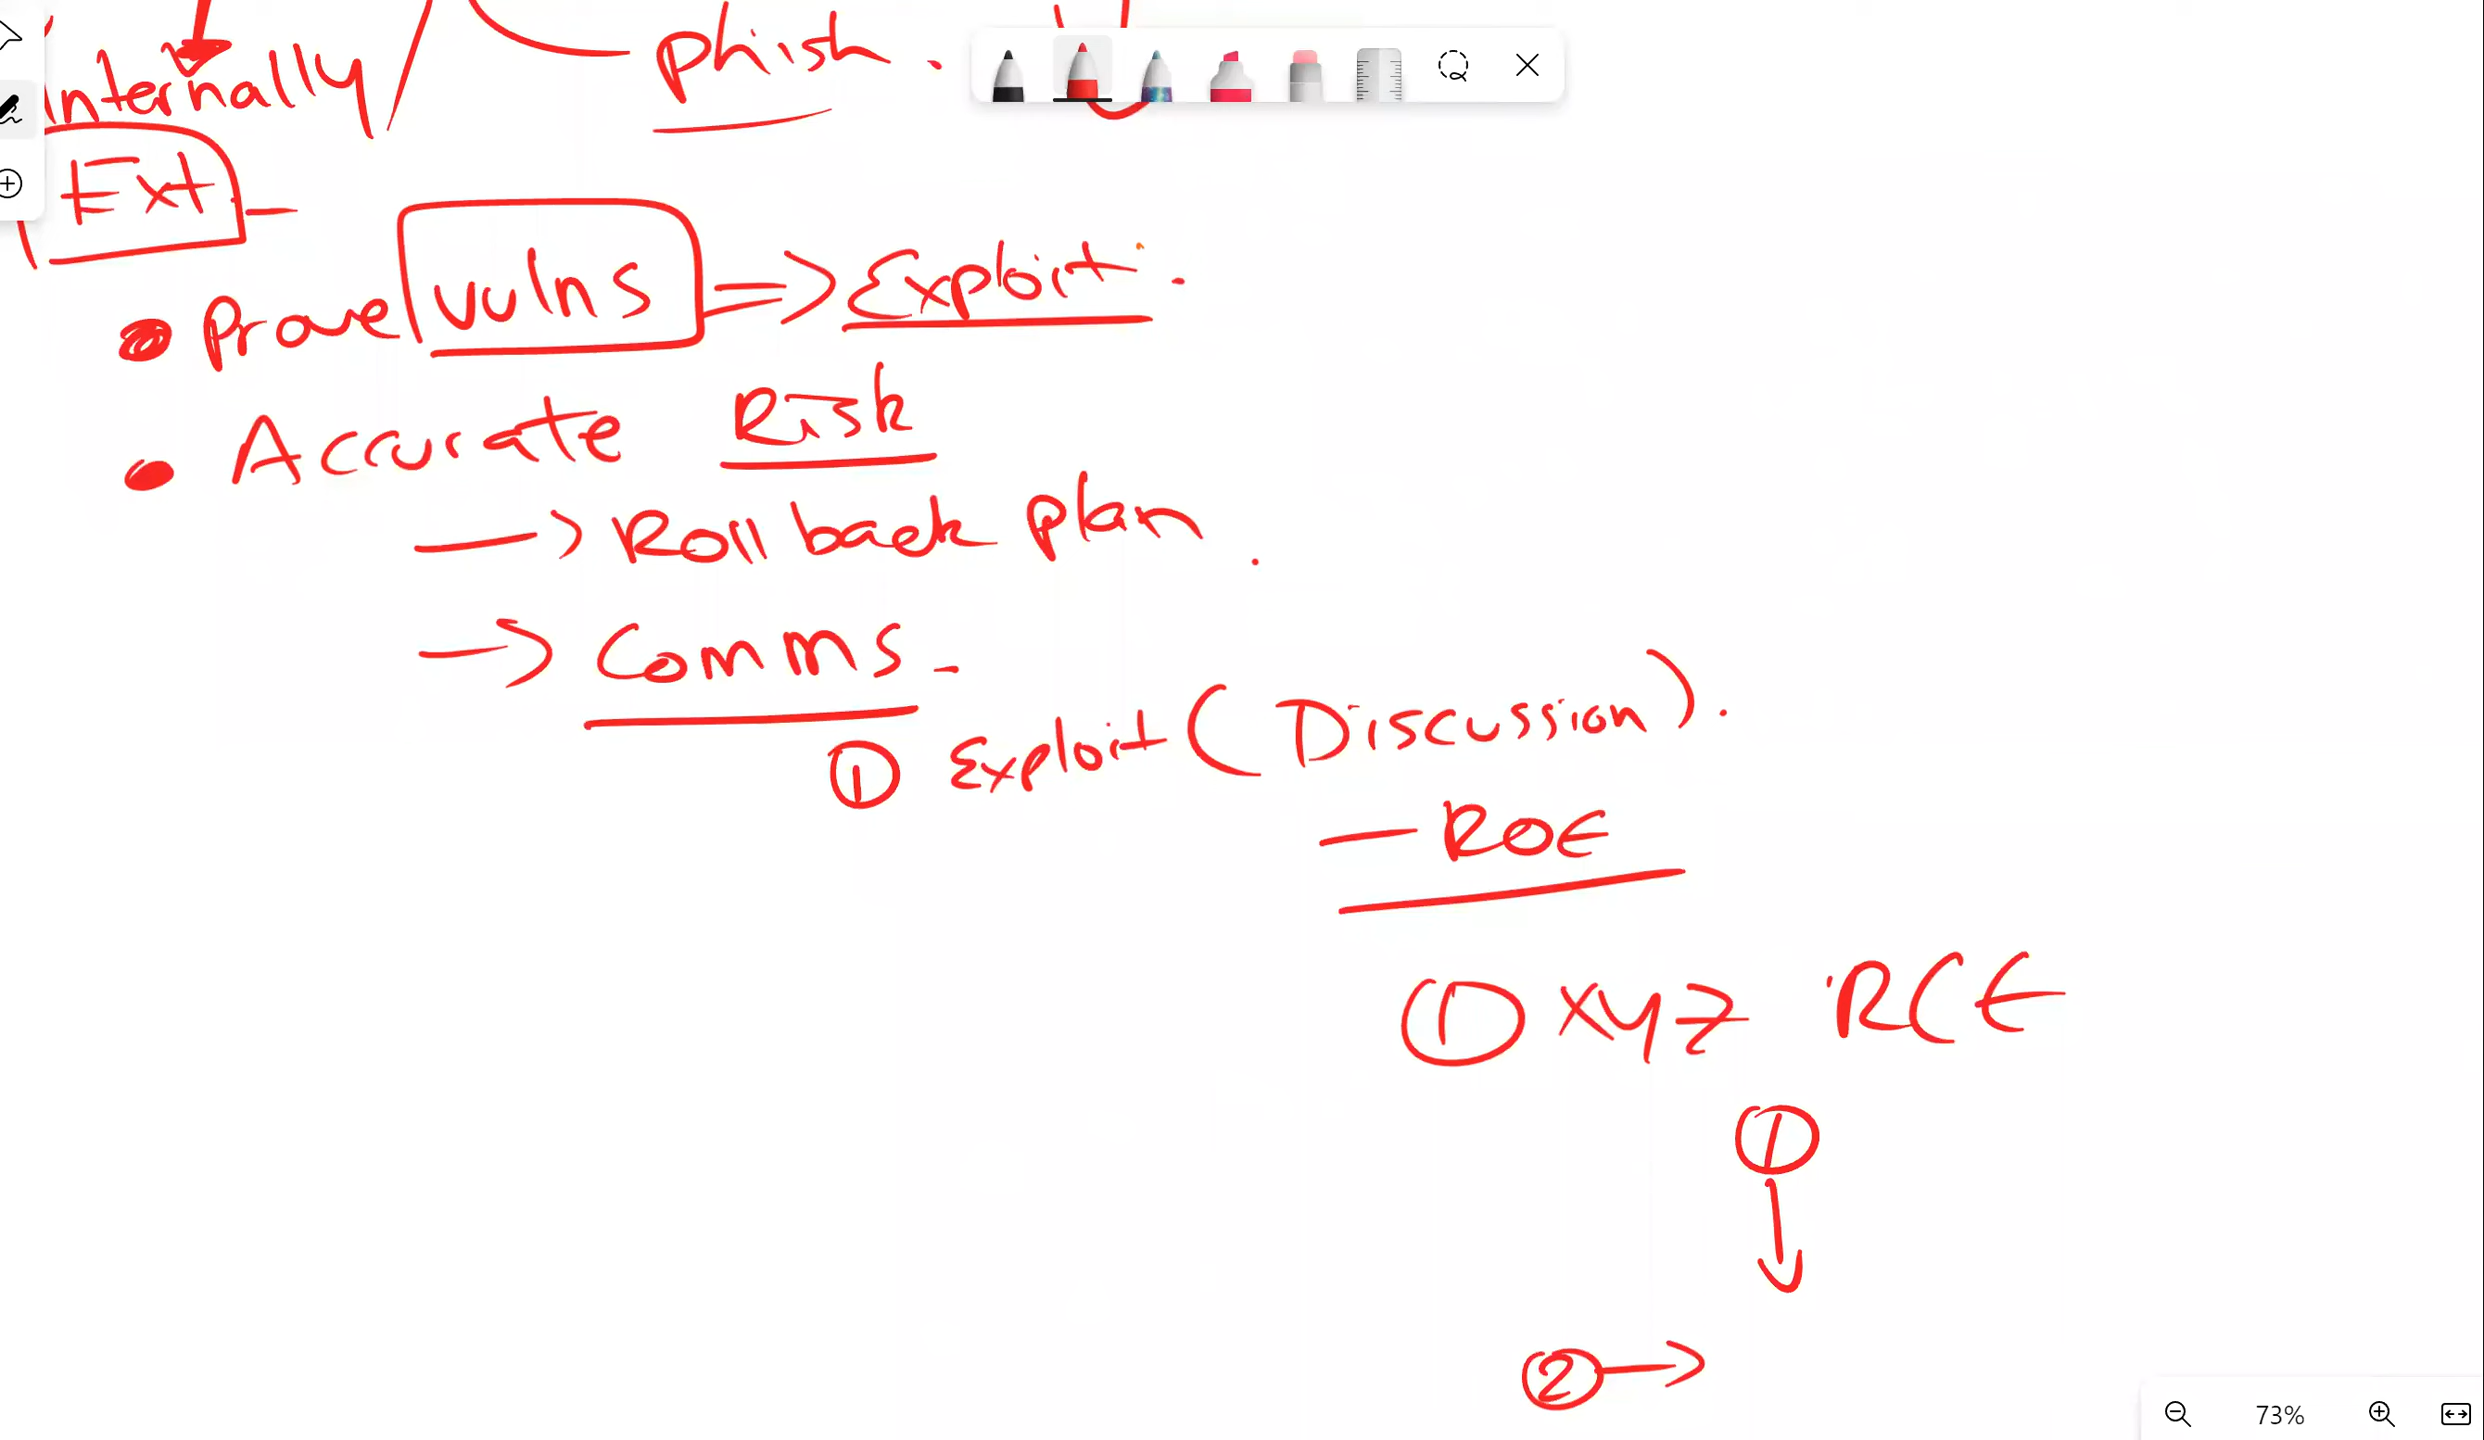 phish.
Internally
Ext -
• Prove vulns => Exploit.
• Accurate Risk
→ Roll back plan.
→ Comms -
① Exploit (Discussion).
- ROE
① XYZ RCE
①
② →
73%